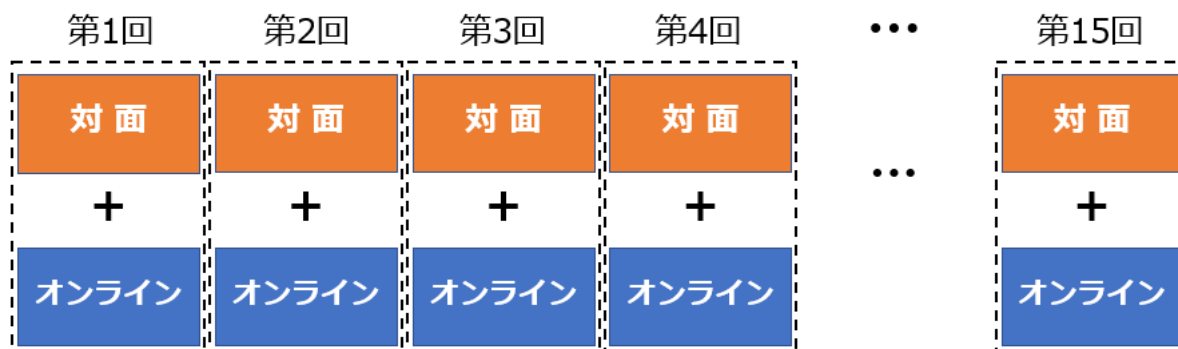 第1回 第2回 第3回 第4回 ••• 第15回
対面 対面 対面 対面 対面
•••
+ + + + +
オンライン オンライン オンライン オンライン オンライン